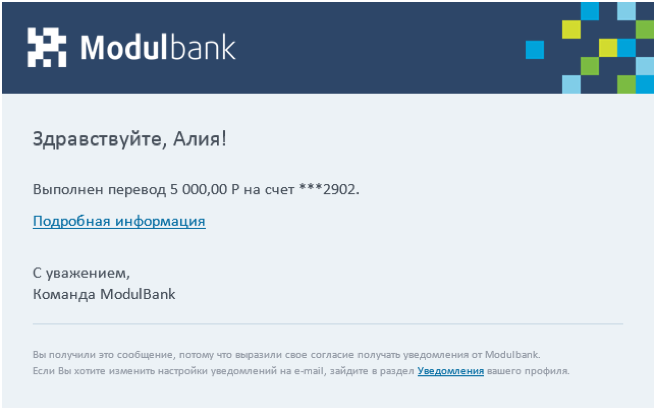 Modulbank
Здравствуйте, Алия!
Выполнен перевод 5 000,00 Р на счет ***2902.
Подробная информация
С уважением,
Команда ModulBank
Вы получили это сообщение, потому что выразили свое согласие получать уведомления от Modulbank.
Если Вы хотите изменить настройки уведомлений на e-mail, зайдите в раздел Уведомления вашего профиля.